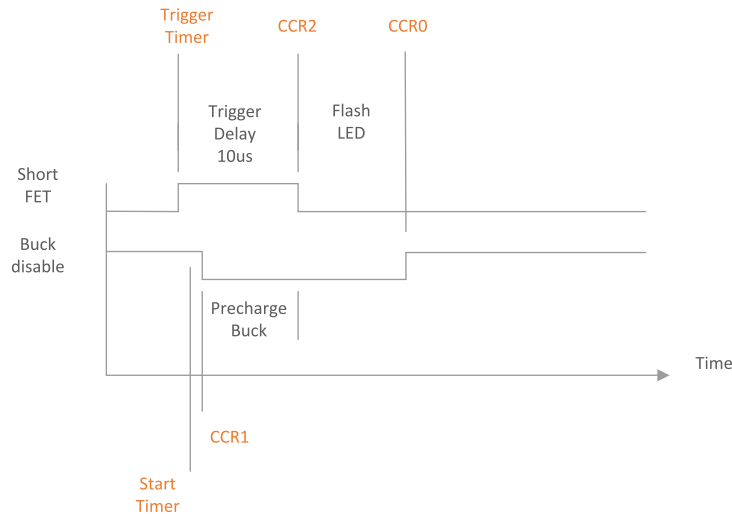 Trigger
Timer
CCR2
CCR0
Trigger
Delay
10us
Flash
LED
Short
FET
Buck
disable
Precharge
Buck
Time
CCR1
Start
Timer